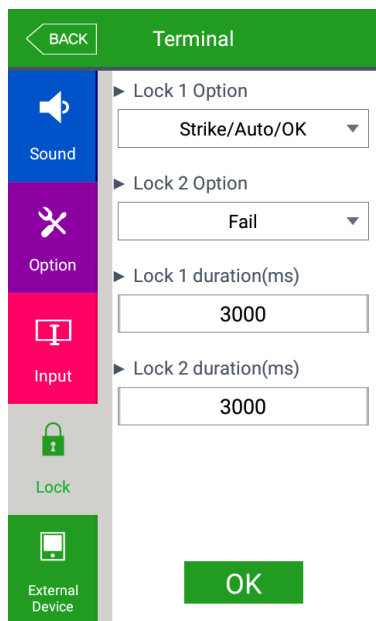 BACK
Terminal
Sound
Option
Input
Lock
External
Device
► Lock 1 Option
Strike/Auto/OK
► Lock 2 Option
Fail
► Lock 1 duration(ms)
3000
► Lock 2 duration(ms)
3000
OK